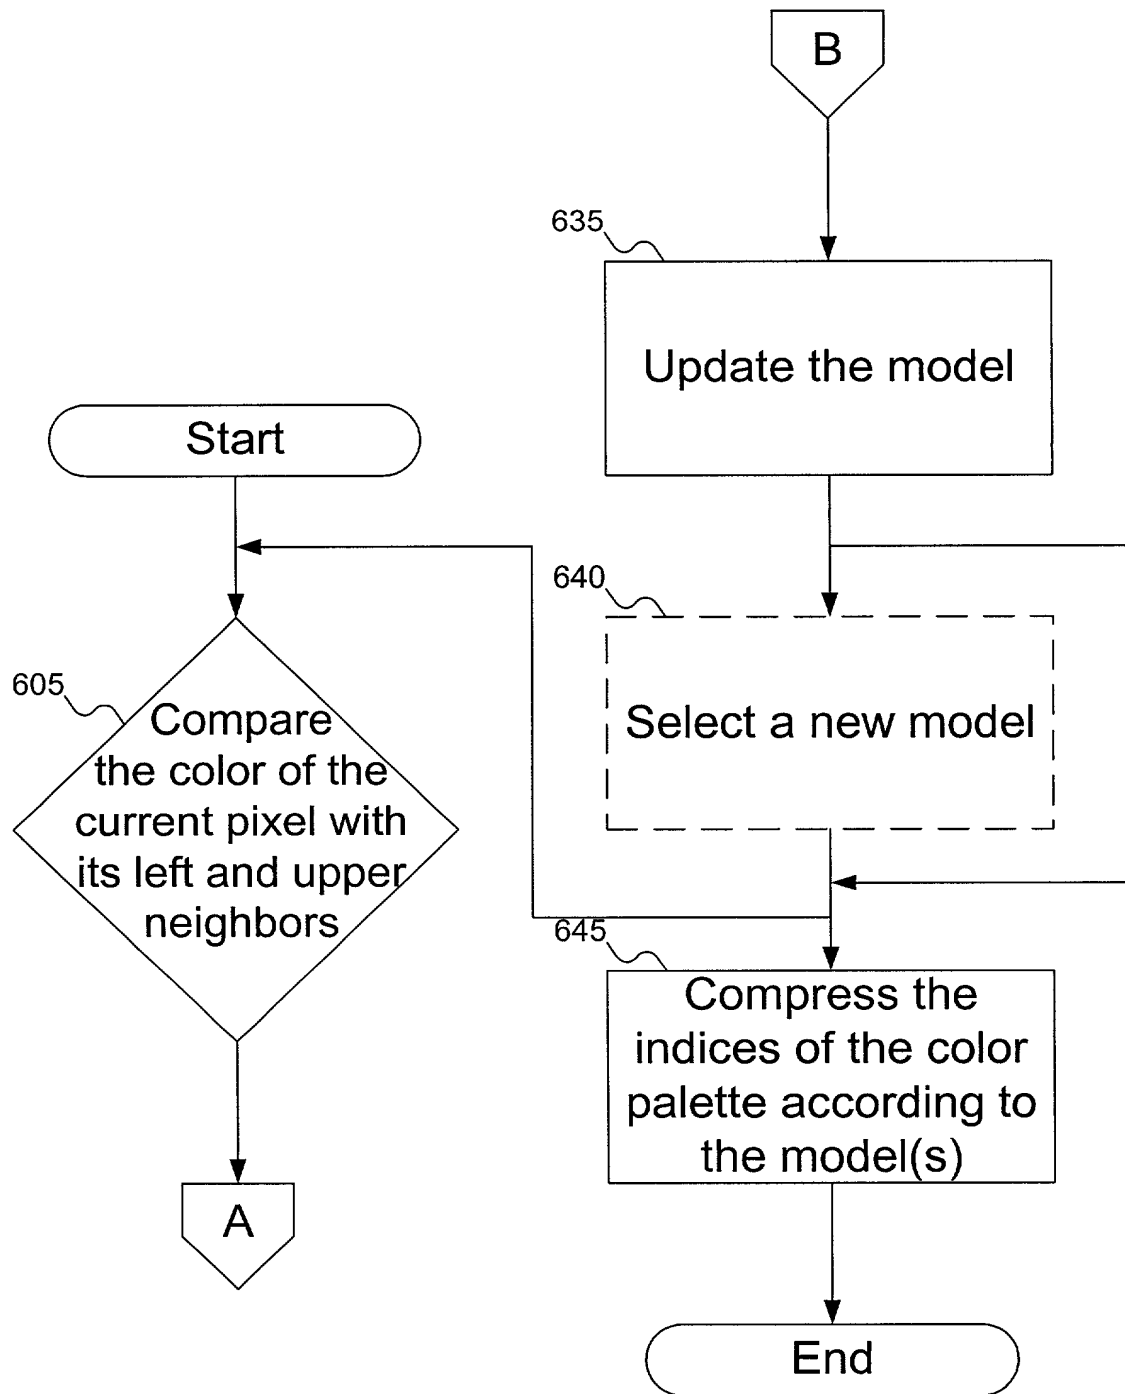 B
635
Update the model
Start
640
Select a new model
605
Compare
the color of the
current pixel with
its left and upper
neighbors
645
Compress the
indices of the color
palette according to
the model(s)
A
End